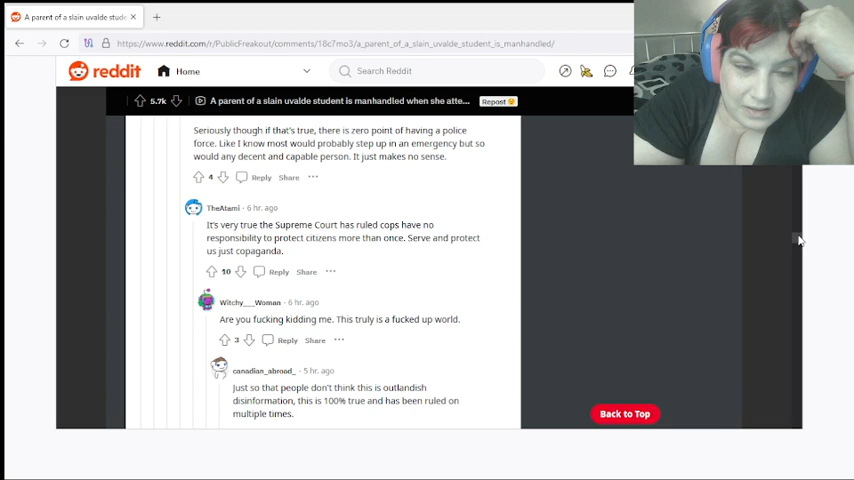 A parent of a slain uvalde stude
https://www.reddit.com/r/PublicFreakout/comments/18c7mo3/a_parent_of_a_slain_uvalde_student_is_manhandled/
reddit Home Search Reddit
5.7k A parent of a slain uvalde student is manhandled when she atte... Repost
Seriously though if that's true, there is zero point of having a police
force. Like I know most would probably step up in an emergency but so
would any decent and capable person. It just makes no sense.
4 Reply Share ...
TheAtami · 6 hr. ago
It's very true the Supreme Court has ruled cops have no
responsibility to protect citizens more than once. Serve and protect
us just copaganda.
10 Reply Share ...
Witchy___Woman · 6 hr. ago
Are you fucking kidding me. This truly is a fucked up world.
3 Reply Share ...
canadian_abroad_ · 5 hr. ago
Just so that people don't think this is outlandish
disinformation, this is 100% true and has been ruled on
multiple times.
Back to Top